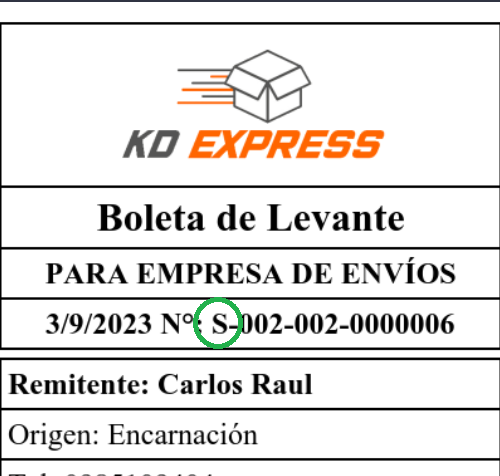 KD EXPRESS
Boleta de Levante
PARA EMPRESA DE ENVÍOS
3/9/2023 N°: S-002-002-0000006
Remitente: Carlos Raul
Origen: Encarnación